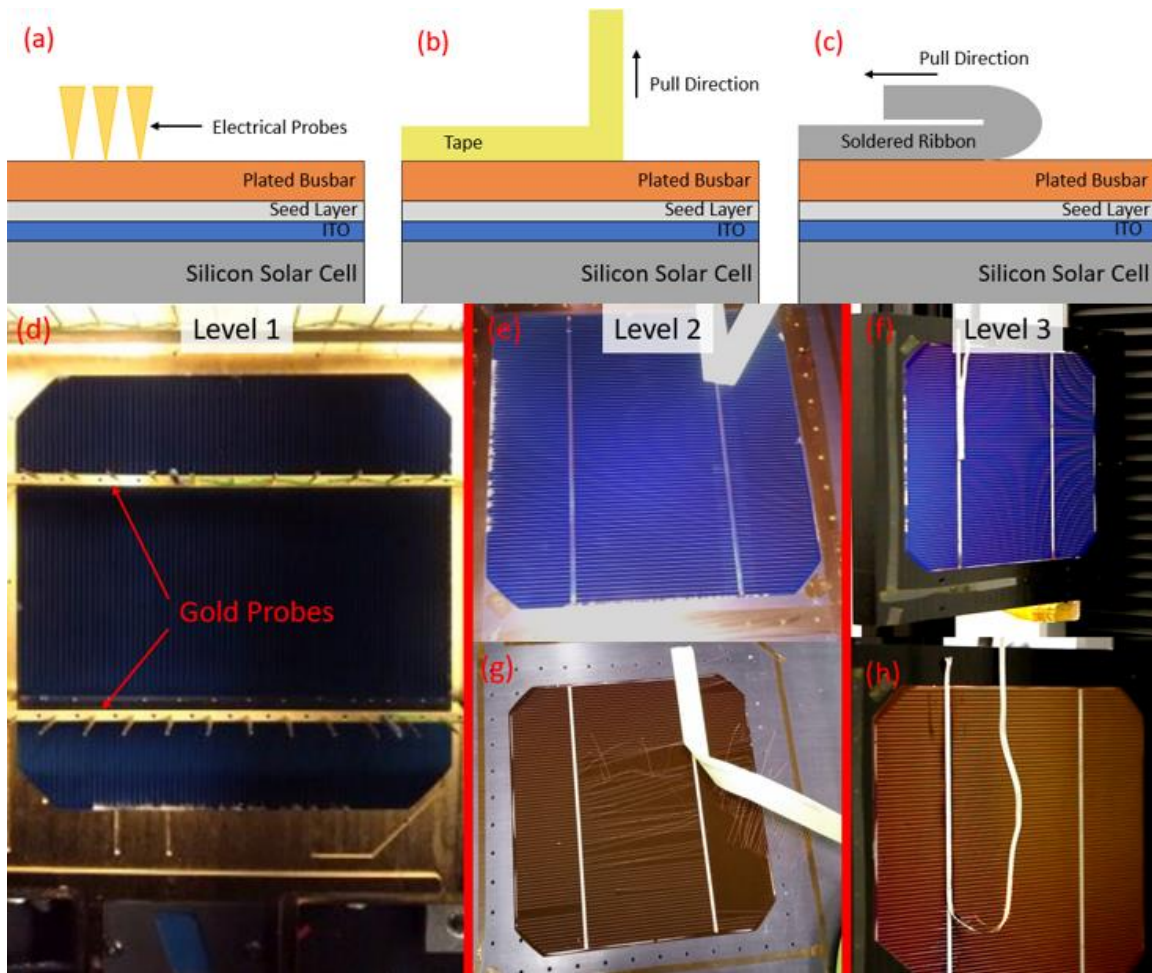 (a)
Electrical Probes
Plated Busbar
Seed Layer
ITO
Silicon Solar Cell
(b)
Pull Direction
Tape
Plated Busbar
Seed Layer
ITO
Silicon Solar Cell
(c)
Pull Direction
Soldered Ribbon
Plated Busbar
Seed Layer
ITO
Silicon Solar Cell
(d)
Level 1
Gold Probes
(e)
Level 2
(f)
Level 3
(g)
(h)